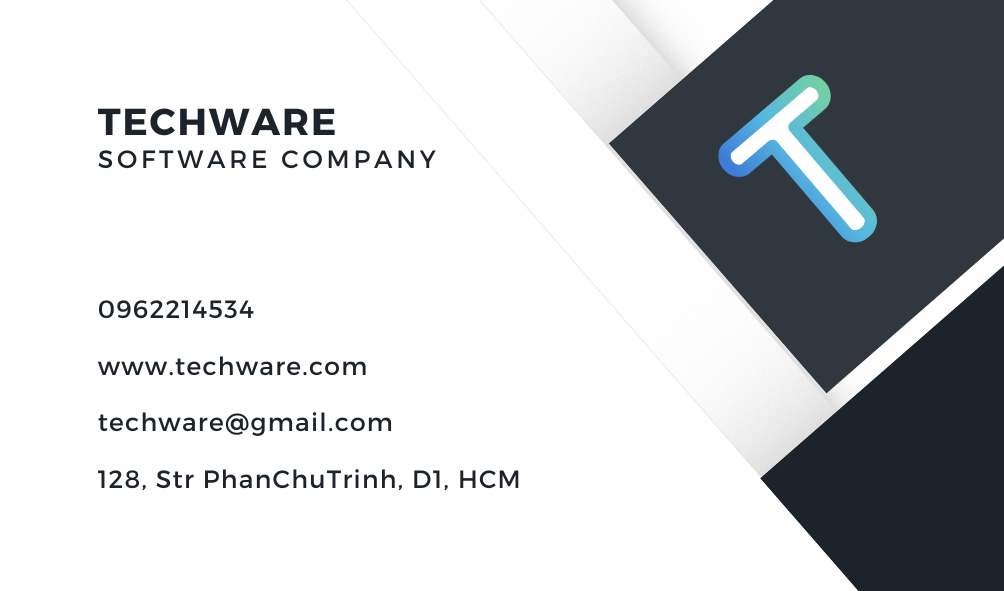 TECHWARE
SOFTWARE COMPANY
0962214534
www.techware.com
techware@gmail.com
128, Str PhanChuTrinh, D1, HCM
T